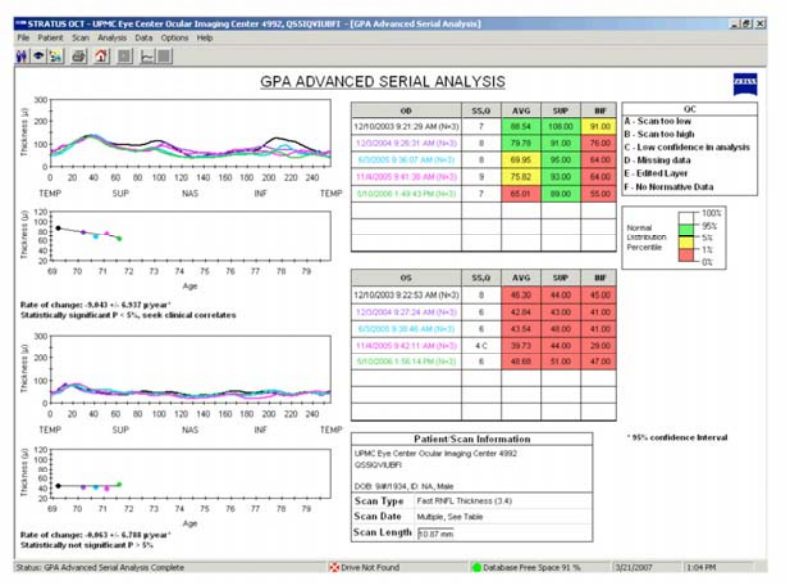 STRATUS OCT - UPMC Eye Center Ocular Imaging Center 4992, QSSIQVIUBFI - [GPA Advanced Serial Analysis]
File Patient Scan Analysis Data Options Help
GPA ADVANCED SERIAL ANALYSIS
ZEISS
Thickness (µ)
300
200
100
0
0 20 40 60 80 100 120 140 160 180 200 220 240
TEMP SUP NAS INF TEMP
Thickness (µ)
120
100
80
60
40
20
69 70 71 72 73 74 75 76 77 78 79
Age
Rate of change: -9.043 +/- 6.937 µ/year*
Statistically significant P < 5%, seek clinical correlates
Thickness (µ)
300
200
100
0
0 20 40 60 80 100 120 140 160 180 200 220 240
TEMP SUP NAS INF TEMP
Thickness (µ)
120
100
80
60
40
20
69 70 71 72 73 74 75 76 77 78 79
Age
Rate of change: -0.063 +/- 6.788 µ/year*
Statistically not significant P > 5%
OD SS,Q AVG SUP INF
12/10/2003 9:21:29 AM (N=3) 7 88.54 108.00 91.00
12/3/2004 9:26:31 AM (N=3) 8 79.78 91.00 76.00
6/3/2005 9:36:07 AM (N=3) 8 69.95 95.00 64.00
11/4/2005 9:41:38 AM (N=3) 9 75.82 93.00 64.00
5/10/2006 1:49:43 PM (N=3) 7 65.01 89.00 55.00
OS SS,Q AVG SUP INF
12/10/2003 9:22:53 AM (N=3) 8 46.30 44.00 45.00
12/3/2004 9:27:24 AM (N=3) 6 42.84 43.00 41.00
6/3/2005 9:38:46 AM (N=3) 6 43.54 48.00 41.00
11/4/2005 9:42:11 AM (N=3) 4 C 39.73 44.00 29.00
5/10/2006 1:56:14 PM (N=3) 6 48.68 51.00 47.00
QC
A - Scan too low
B - Scan too high
C - Low confidence in analysis
D - Missing data
E - Edited Layer
F - No Normative Data
Normal
Distribution
Percentile
100%
95%
5%
1%
0%
* 95% confidence Interval
Patient/Scan Information
UPMC Eye Center Ocular Imaging Center 4992
QSSIQVIUBFI
DOB: 9/#/1934, ID: NA, Male
Scan Type Fast RNFL Thickness (3.4)
Scan Date Multiple, See Table
Scan Length 10.87 mm
Status: GPA Advanced Serial Analysis Complete
Drive Not Found
Database Free Space 91 %
3/21/2007
1:04 PM